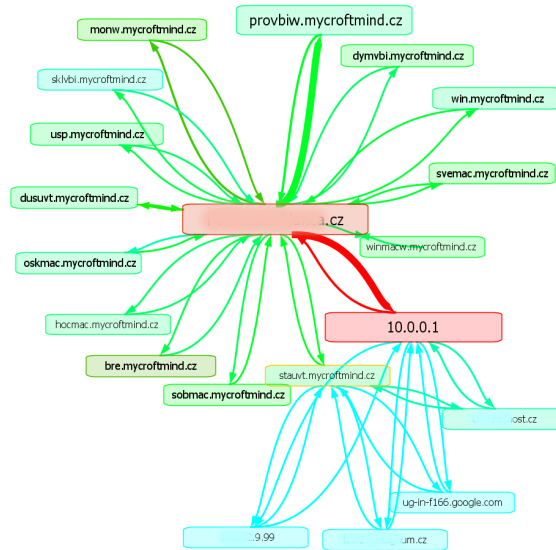 monw.mycroftmind.cz
provbiw.mycroftmind.cz
dymvbi.mycroftmind.cz
sklvbi.mycroftmind.cz
win.mycroftmind.cz
usp.mycroftmind.cz
svemac.mycroftmind.cz
dusuvt.mycroftmind.cz
.cz
winmacw.mycroftmind.cz
oskmac.mycroftmind.cz
hocmac.mycroftmind.cz
10.0.0.1
bre.mycroftmind.cz
stauvt.mycroftmind.cz
sobmac.mycroftmind.cz
ost.com
ug-in-f166.google.com
.9.99
um.cz